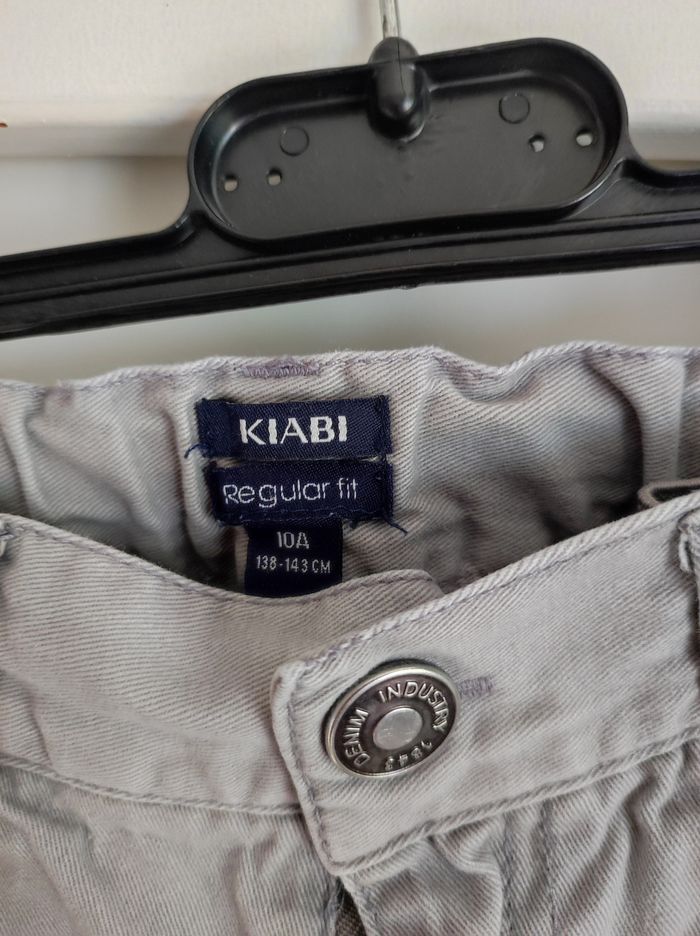 KIABI
Regular fit
10A
138-143 CM
DENIM INDUSTRY